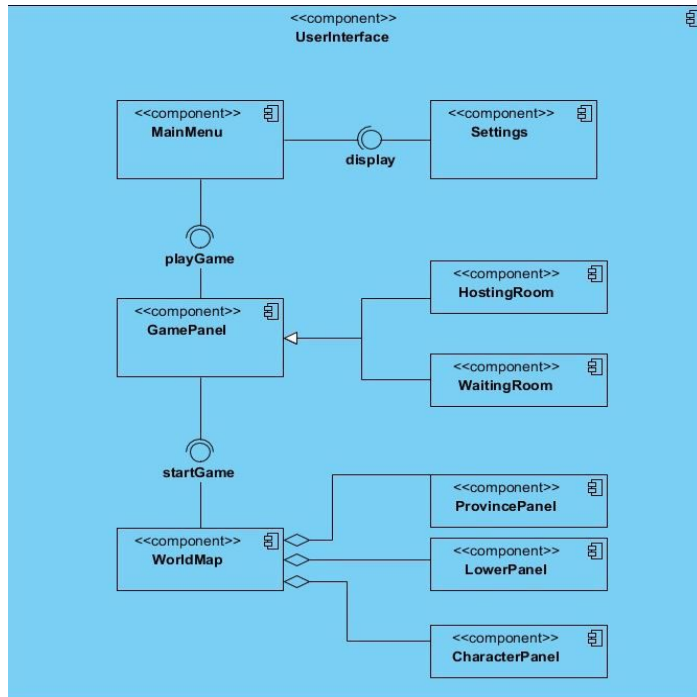 <<component>>
UserInterface
<<component>>
MainMenu
<<component>>
Settings
display
playGame
<<component>>
GamePanel
<<component>>
HostingRoom
<<component>>
WaitingRoom
startGame
<<component>>
WorldMap
<<component>>
ProvincePanel
<<component>>
LowerPanel
<<component>>
CharacterPanel